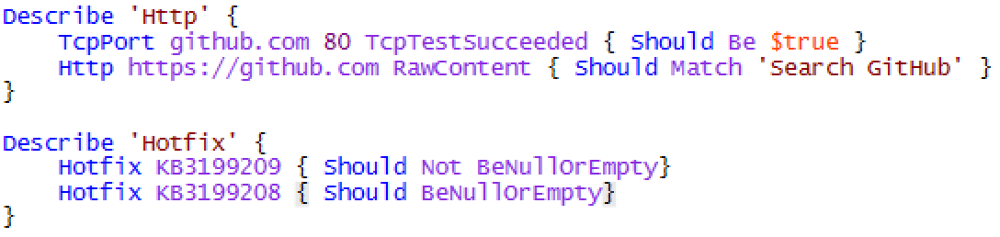 Describe 'Http' {
    TcpPort github.com 80 TcpTestSucceeded { Should Be $true }
    Http https://github.com RawContent { Should Match 'Search GitHub' }
}

Describe 'Hotfix' {
    Hotfix KB3199209 { Should Not BeNullOrEmpty}
    Hotfix KB3199208 { Should BeNullOrEmpty}
}